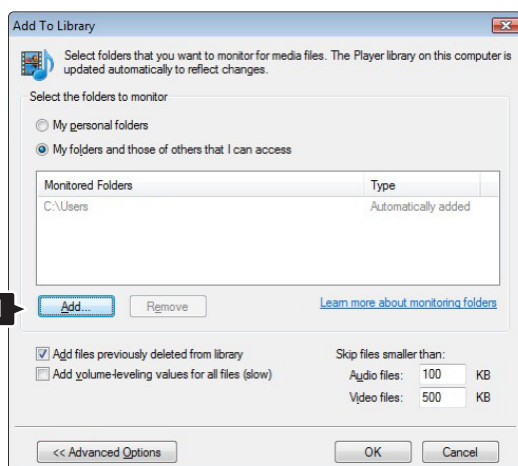 Add To Library
Select folders that you want to monitor for media files. The Player library on this computer is
updated automatically to reflect changes.
Select the folders to monitor
My personal folders
My folders and those of others that I can access
Monitored Folders Type
C:\Users Automatically added
Add... Remove Learn more about monitoring folders
Add files previously deleted from library Skip files smaller than:
Add volume-leveling values for all files (slow) Audio files: 100 KB
Video files: 500 KB
<< Advanced Options OK Cancel